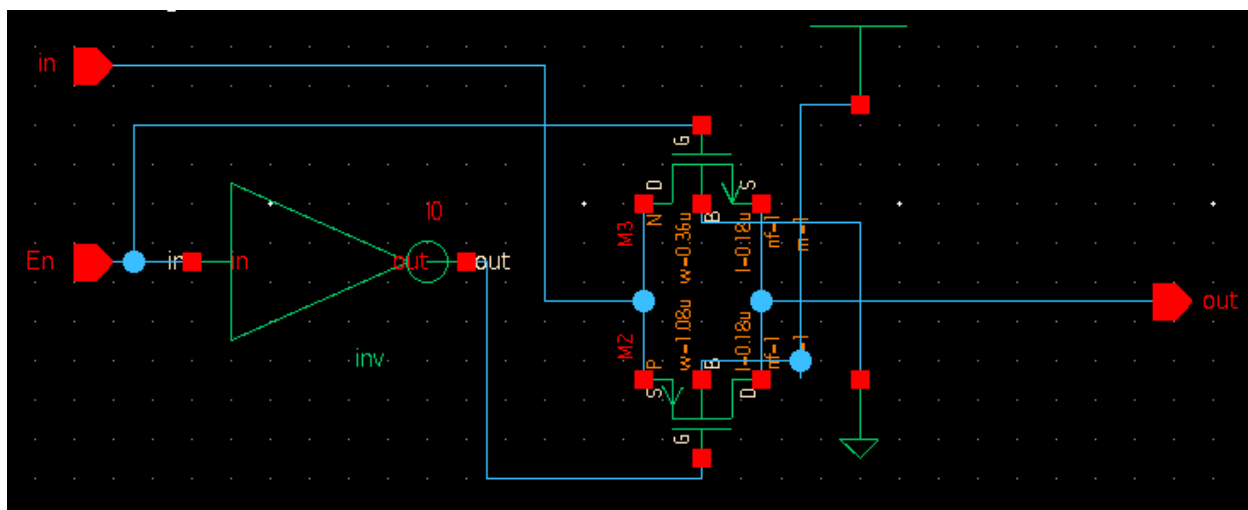 in
G
D
S
10
M3
N
w=0.36u
B
l=0.18u
nf=1
m=1
En
in
in
out
out
out
inv
M2
P
w=1.08u
B
l=0.18u
nf=1
S
D
G